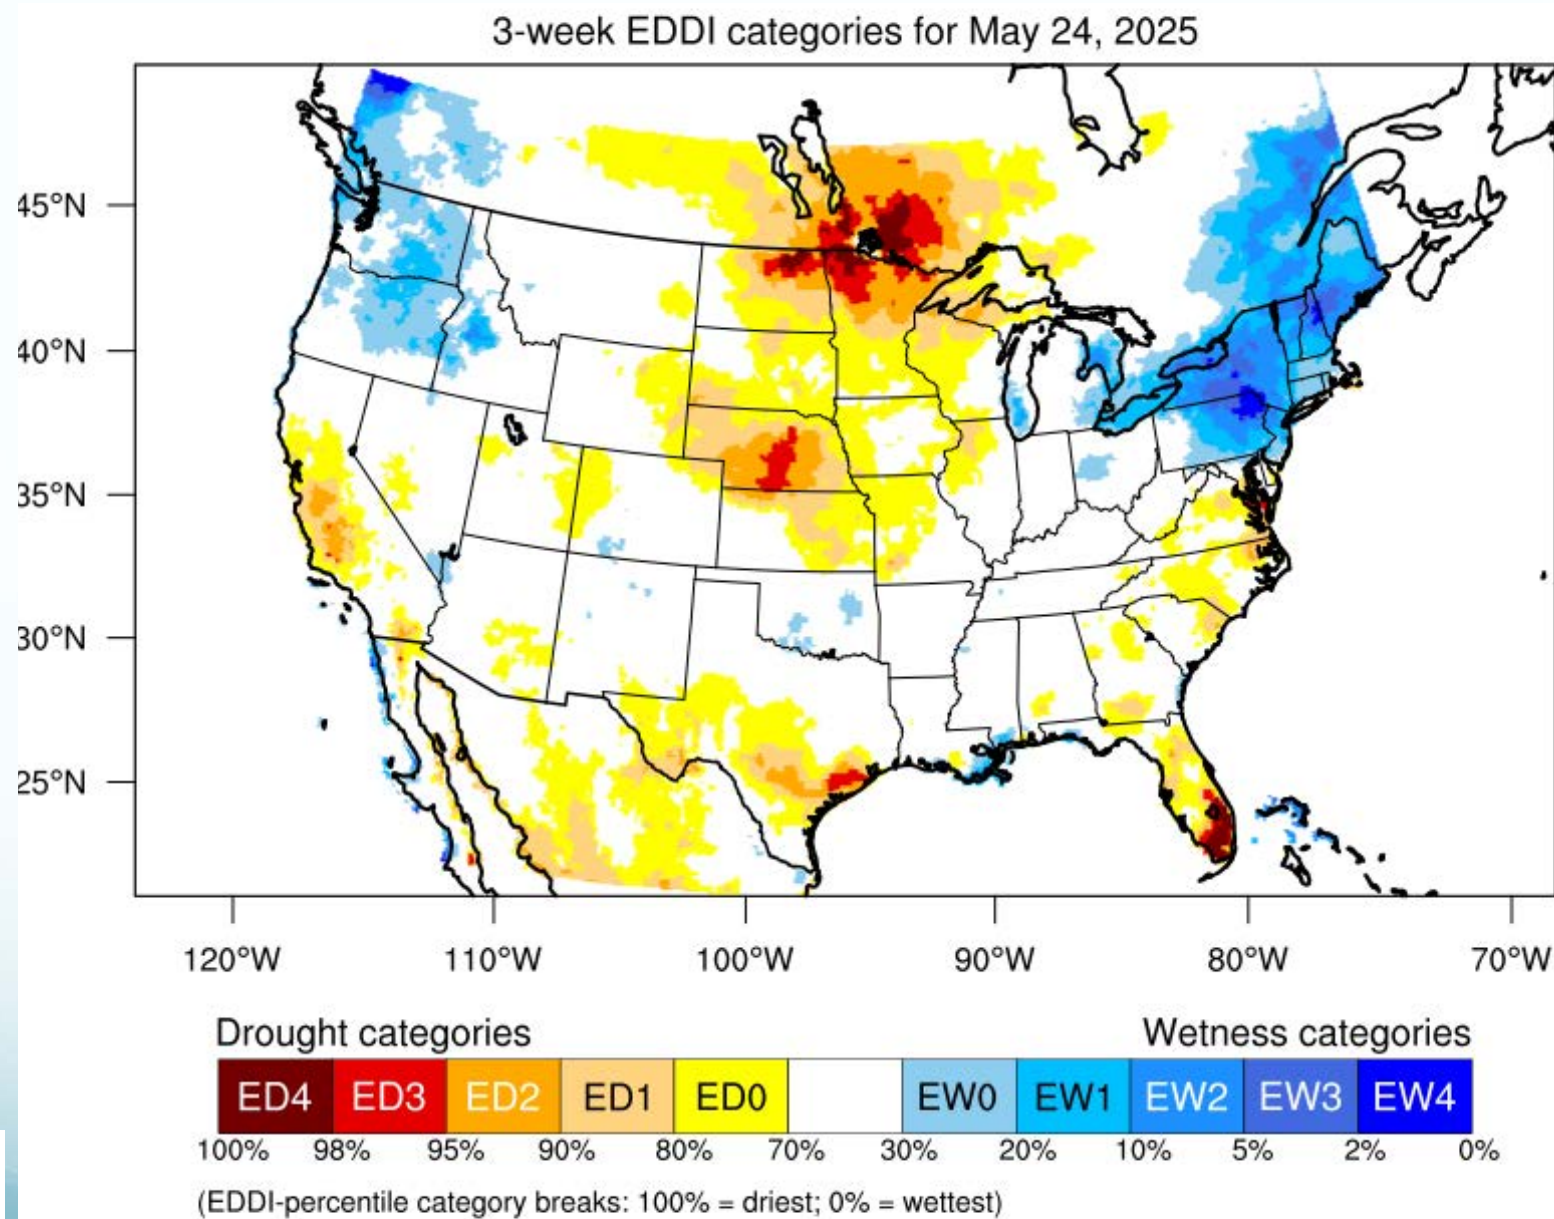 3-week EDDI categories for May 24, 2025
45°N
40°N
35°N
30°N
25°N
120°W 110°W 100°W 90°W 80°W 70°W
Drought categories Wetness categories
ED4 ED3 ED2 ED1 ED0 EW0 EW1 EW2 EW3 EW4
100% 98% 95% 90% 80% 70% 30% 20% 10% 5% 2% 0%
(EDDI-percentile category breaks: 100% = driest; 0% = wettest)